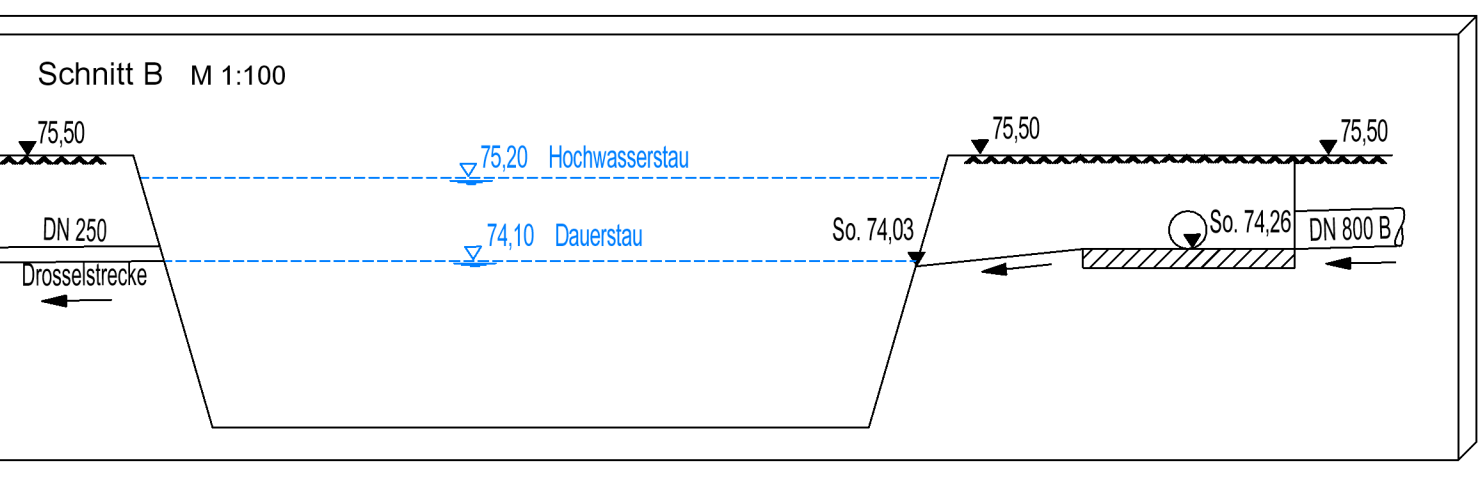 Schnitt B M 1:100
75,50
75,20 Hochwasserstau
75,50
75,50
DN 250
74,10 Dauerstau
So. 74,03
So. 74,26
DN 800 B
Drosselstrecke